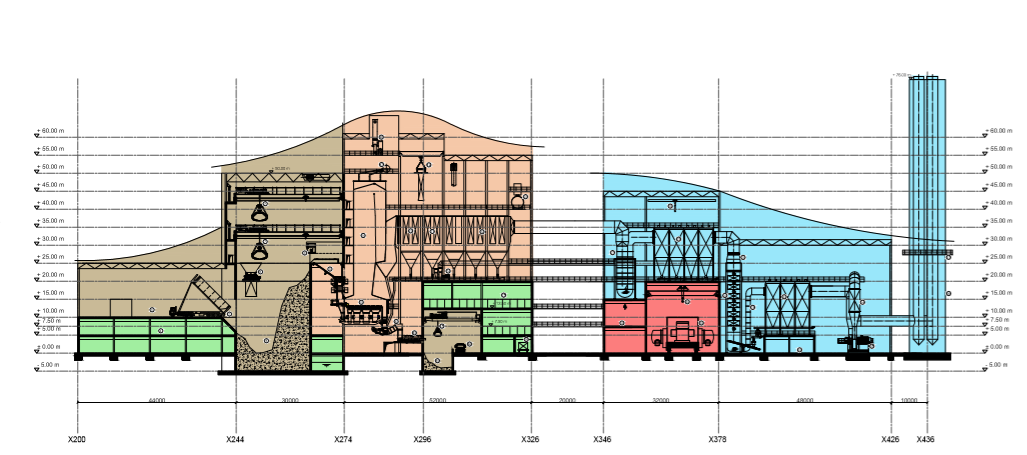 + 60.00 m
+ 60.00 m
+ 55.00 m
+ 55.00 m
+ 50.00 m
+ 50.00 m
+ 45.00 m
+ 45.00 m
+ 40.00 m
+ 40.00 m
+ 35.00 m
+ 35.00 m
+ 30.00 m
+ 30.00 m
+ 25.00 m
+ 25.00 m
+ 20.00 m
+ 20.00 m
+ 15.00 m
+ 15.00 m
+ 10.00 m
+ 10.00 m
+ 7.50 m
+ 7.50 m
+ 5.00 m
+ 5.00 m
± 0.00 m
± 0.00 m
- 5.00 m
- 5.00 m
44000
30000
52000
20000
32000
48000
10000
X200
X244
X274
X296
X326
X346
X378
X426
X436